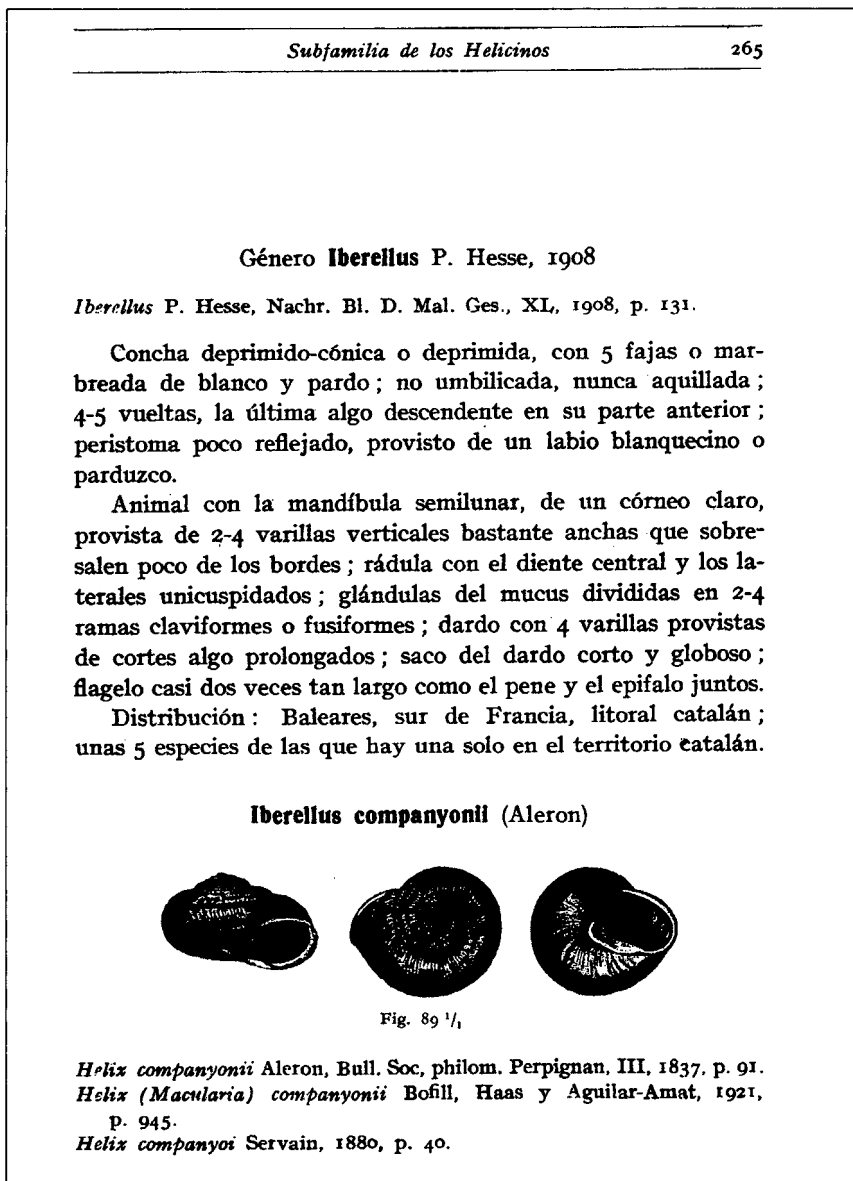 Subfamilia de los Helicinos 265
Género Iberellus P. Hesse, 1908
Iberellus P. Hesse, Nachr. Bl. D. Mal. Ges., XL, 1908, p. 131.
Concha deprimido-cónica o deprimida, con 5 fajas o mar-
breada de blanco y pardo; no umbilicada, nunca aquillada;
4-5 vueltas, la última algo descendente en su parte anterior;
peristoma poco reflejado, provisto de un labio blanquecino o
parduzco.
Animal con la mandíbula semilunar, de un córneo claro,
provista de 2-4 varillas verticales bastante anchas que sobre-
salen poco de los bordes; rádula con el diente central y los la-
terales unicuspidados; glándulas del mucus divididas en 2-4
ramas claviformes o fusiformes; dardo con 4 varillas provistas
de cortes algo prolongados; saco del dardo corto y globoso;
flagelo casi dos veces tan largo como el pene y el epifalo juntos.
Distribución: Baleares, sur de Francia, litoral catalán;
unas 5 especies de las que hay una solo en el territorio catalán.
Iberellus companyonii (Aleron)
Fig. 89 1/1
Helix companyonii Aleron, Bull. Soc, philom. Perpignan, III, 1837, p. 91.
Helix (Macularia) companyonii Bofill, Haas y Aguilar-Amat, 1921,
p. 945.
Helix companyoi Servain, 1880, p. 40.